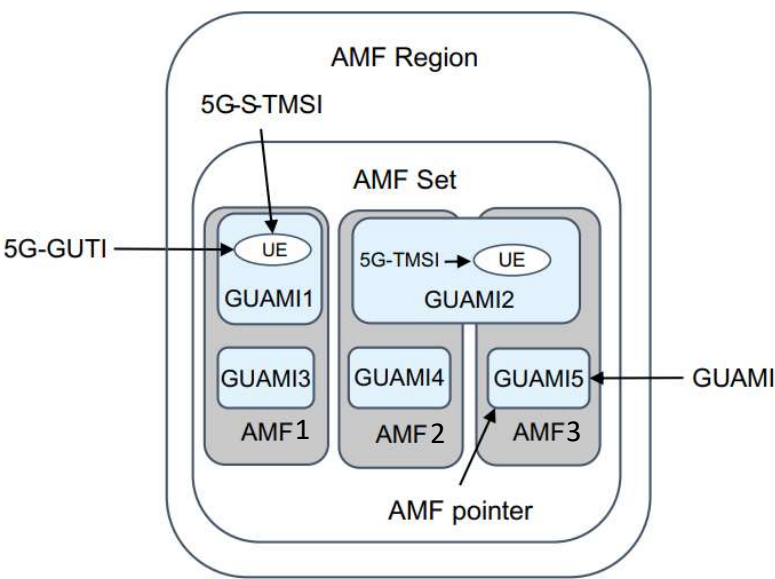 AMF Region
5G-S-TMSI
AMF Set
5G-GUTI
UE
5G-TMSI
UE
GUAMI1
GUAMI2
GUAMI3
GUAMI4
GUAMI5
GUAMI
AMF1
AMF2
AMF3
AMF pointer